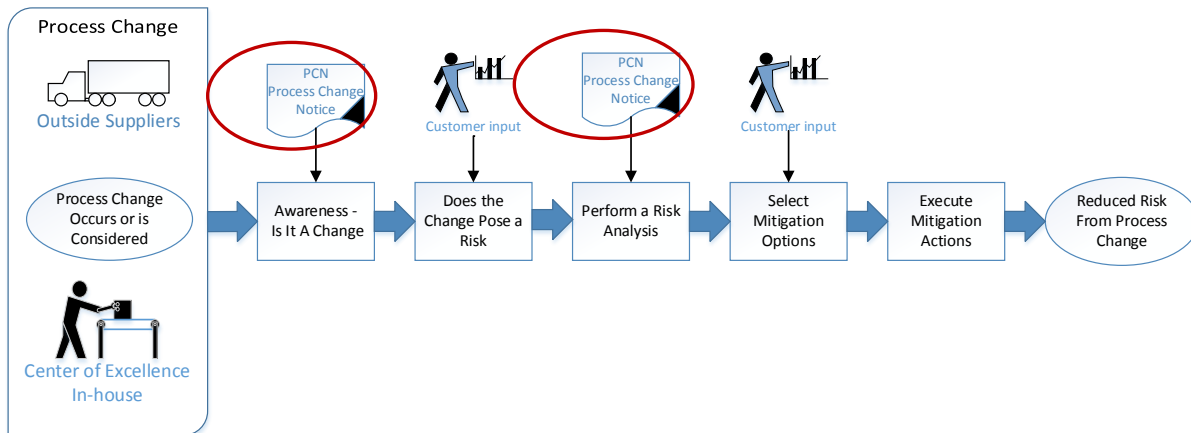 Process Change
Outside Suppliers
Process Change
Occurs or is
Considered
Center of Excellence
In-house
PCN
Process Change
Notice
Customer input
PCN
Process Change
Notice
Customer input
Awareness -
Is It A Change
Does the
Change Pose a
Risk
Perform a Risk
Analysis
Select
Mitigation
Options
Execute
Mitigation
Actions
Reduced Risk
From Process
Change